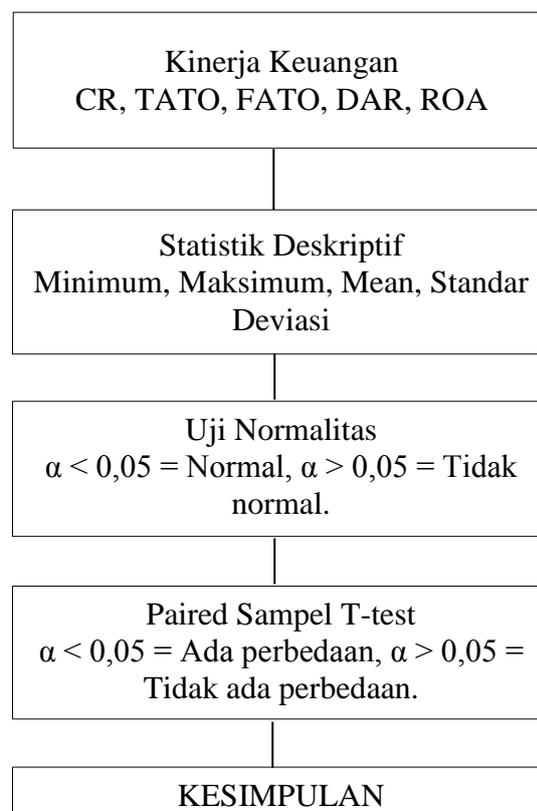 Kinerja Keuangan
CR, TATO, FATO, DAR, ROA
Statistik Deskriptif
Minimum, Maksimum, Mean, Standar
Deviasi
Uji Normalitas
α < 0,05 = Normal, α > 0,05 = Tidak
normal.
Paired Sampel T-test
α < 0,05 = Ada perbedaan, α > 0,05 =
Tidak ada perbedaan.
KESIMPULAN